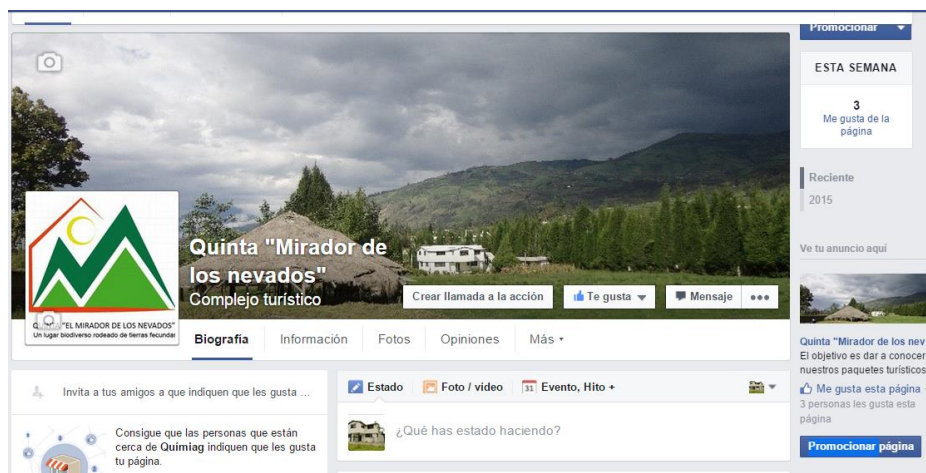 Promocionar
ESTA SEMANA
3
Me gusta de la
página
Reciente
2015
Ve tu anuncio aquí
Quinta "Mirador de
los nevados"
Complejo turístico
Crear llamada a la acción
Te gusta
Mensaje
QUINTA "EL MIRADOR DE LOS NEVADOS"
Un lugar biodiverso rodeado de tierras fecundas
Biografía Información Fotos Opiniones Más
Quinta "Mirador de los nev
El objetivo es dar a conocer
nuestros paquetes turísticos
Me gusta esta página
3 personas les gusta esta
página
Promocionar página
Invita a tus amigos a que indiquen que les gusta ...
Consigue que las personas que están
cerca de Quimiag indiquen que les gusta
tu página.
Estado Foto / video 31 Evento, Hito +
¿Qué has estado haciendo?